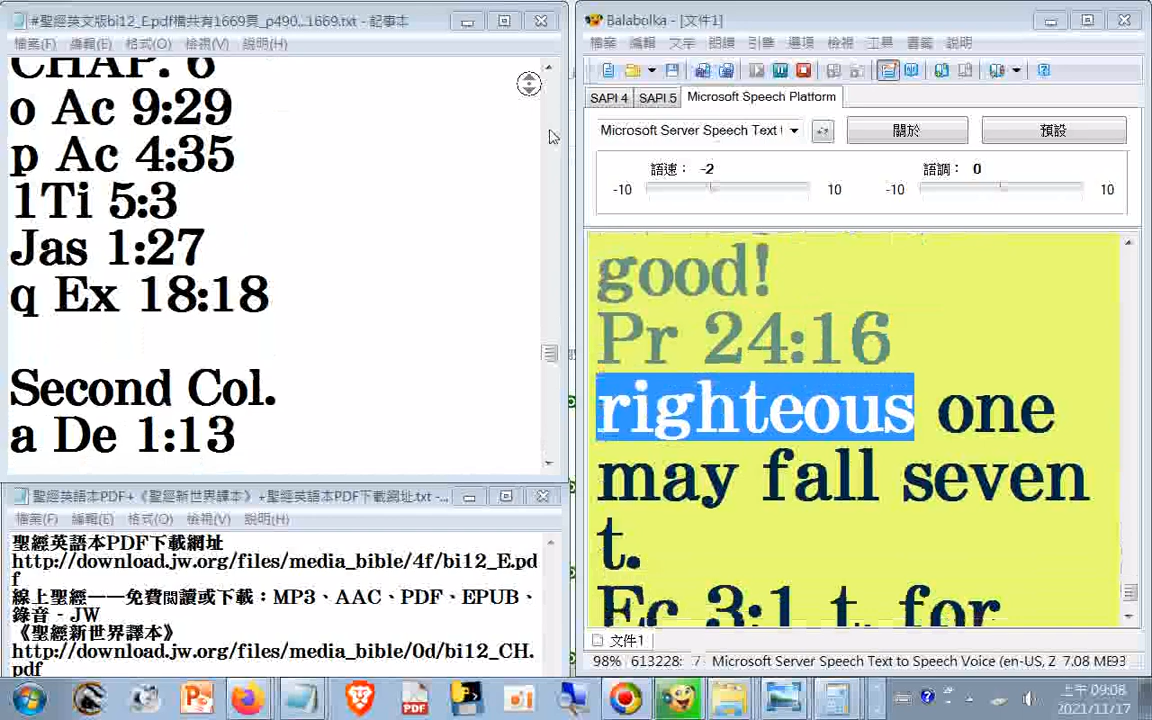 #聖經英文版bi12_E.pdf檔共有1669頁_p490...1669.txt - 記事本
檔案(F) 編輯(E) 格式(O) 檢視(V) 說明(H)
CHAP. 6
o Ac 9:29
p Ac 4:35
1Ti 5:3
Jas 1:27
q Ex 18:18
Second Col.
a De 1:13
聖經英語本PDF+《聖經新世界譯本》+聖經英語本PDF下載網址.txt -...
檔案(F) 編輯(E) 格式(O) 檢視(V) 說明(H)
聖經英語本PDF下載網址
http://download.jw.org/files/media_bible/4f/bi12_E.pd
f
線上聖經——免費閱讀或下載：MP3、AAC、PDF、EPUB、
錄音 - JW
《聖經新世界譯本》
http://download.jw.org/files/media_bible/0d/bi12_CH.
pdf
Balabolka - [文件1]
檔案 編輯 文字 朗讀 引擎 選項 檢視 工具 書籤 說明
SAPI 4 SAPI 5 Microsoft Speech Platform
Microsoft Server Speech Text t
關於 預設
語速： -2 語調： 0
-10 10 -10 10
good!
Pr 24:16
righteous one
may fall seven
t.
Ec 3:1 t. for
文件1
98% 613228: 7 Microsoft Server Speech Text to Speech Voice (en-US, Z 7.08 ME93
上午 09:08
2021/11/17